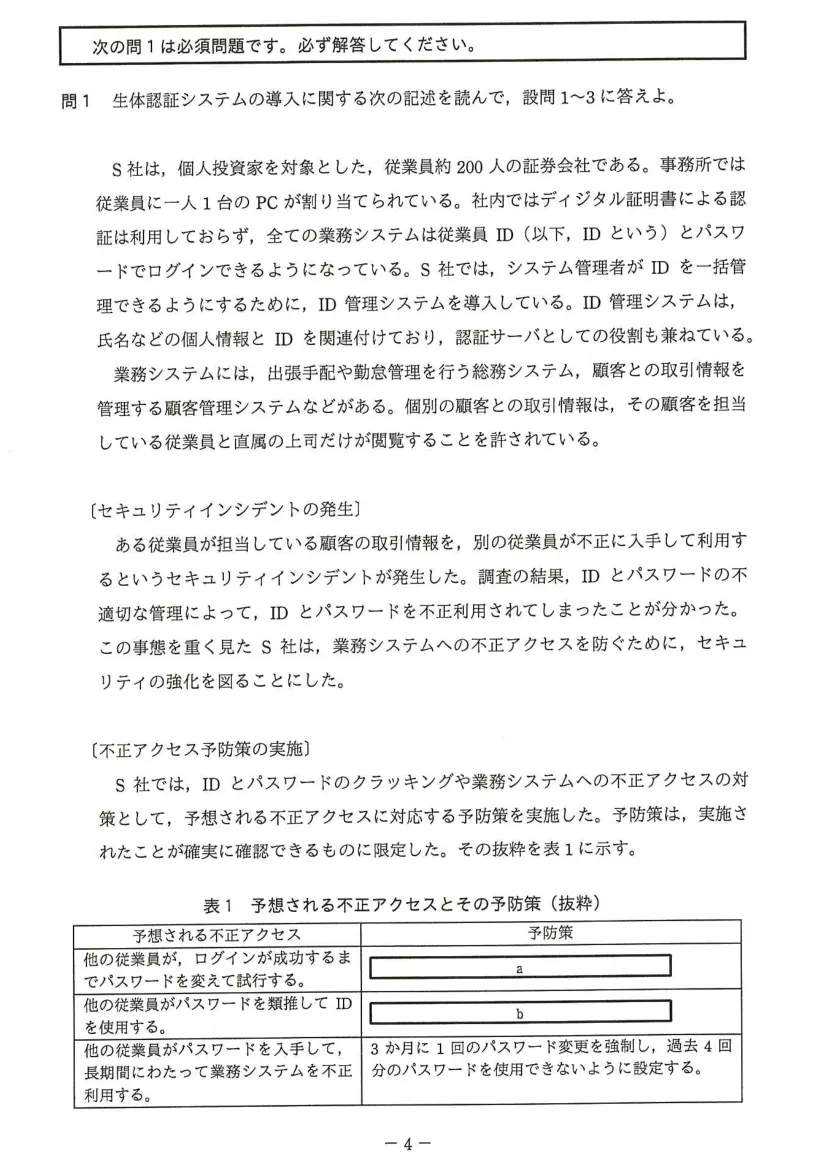 次の問1は必須問題です。必ず解答してください。
問1 生体認証システムの導入に関する次の記述を読んで,設問1~3に答えよ。
S社は,個人投資家を対象とした,従業員約200人の証券会社である。事務所では
従業員に一人1台のPCが割り当てられている。社内ではディジタル証明書による認
証は利用しておらず,全ての業務システムは従業員ID(以下,IDという)とパスワ
ードでログインできるようになっている。S社では,システム管理者がIDを一括管
理できるようにするために,ID管理システムを導入している。ID管理システムは,
氏名などの個人情報とIDを関連付けており,認証サーバとしての役割も兼ねている。
業務システムには,出張手配や勤怠管理を行う総務システム,顧客との取引情報を
管理する顧客管理システムなどがある。個別の顧客との取引情報は,その顧客を担当
している従業員と直属の上司だけが閲覧することを許されている。
〔セキュリティインシデントの発生〕
ある従業員が担当している顧客の取引情報を,別の従業員が不正に入手して利用す
るというセキュリティインシデントが発生した。調査の結果,IDとパスワードの不
適切な管理によって,IDとパスワードを不正利用されてしまったことが分かった。
この事態を重く見たS社は,業務システムへの不正アクセスを防ぐために,セキュ
リティの強化を図ることにした。
〔不正アクセス予防策の実施〕
S社では,IDとパスワードのクラッキングや業務システムへの不正アクセスの対
策として,予想される不正アクセスに対応する予防策を実施した。予防策は,実施さ
れたことが確実に確認できるものに限定した。その抜粋を表1に示す。
表1 予想される不正アクセスとその予防策(抜粋)
予想される不正アクセス 予防策
他の従業員が,ログインが成功するま
でパスワードを変えて試行する。
a
他の従業員がパスワードを類推してID
を使用する。
b
他の従業員がパスワードを入手して,
長期間にわたって業務システムを不正
利用する。
3か月に1回のパスワード変更を強制し,過去4回
分のパスワードを使用できないように設定する。
-4-